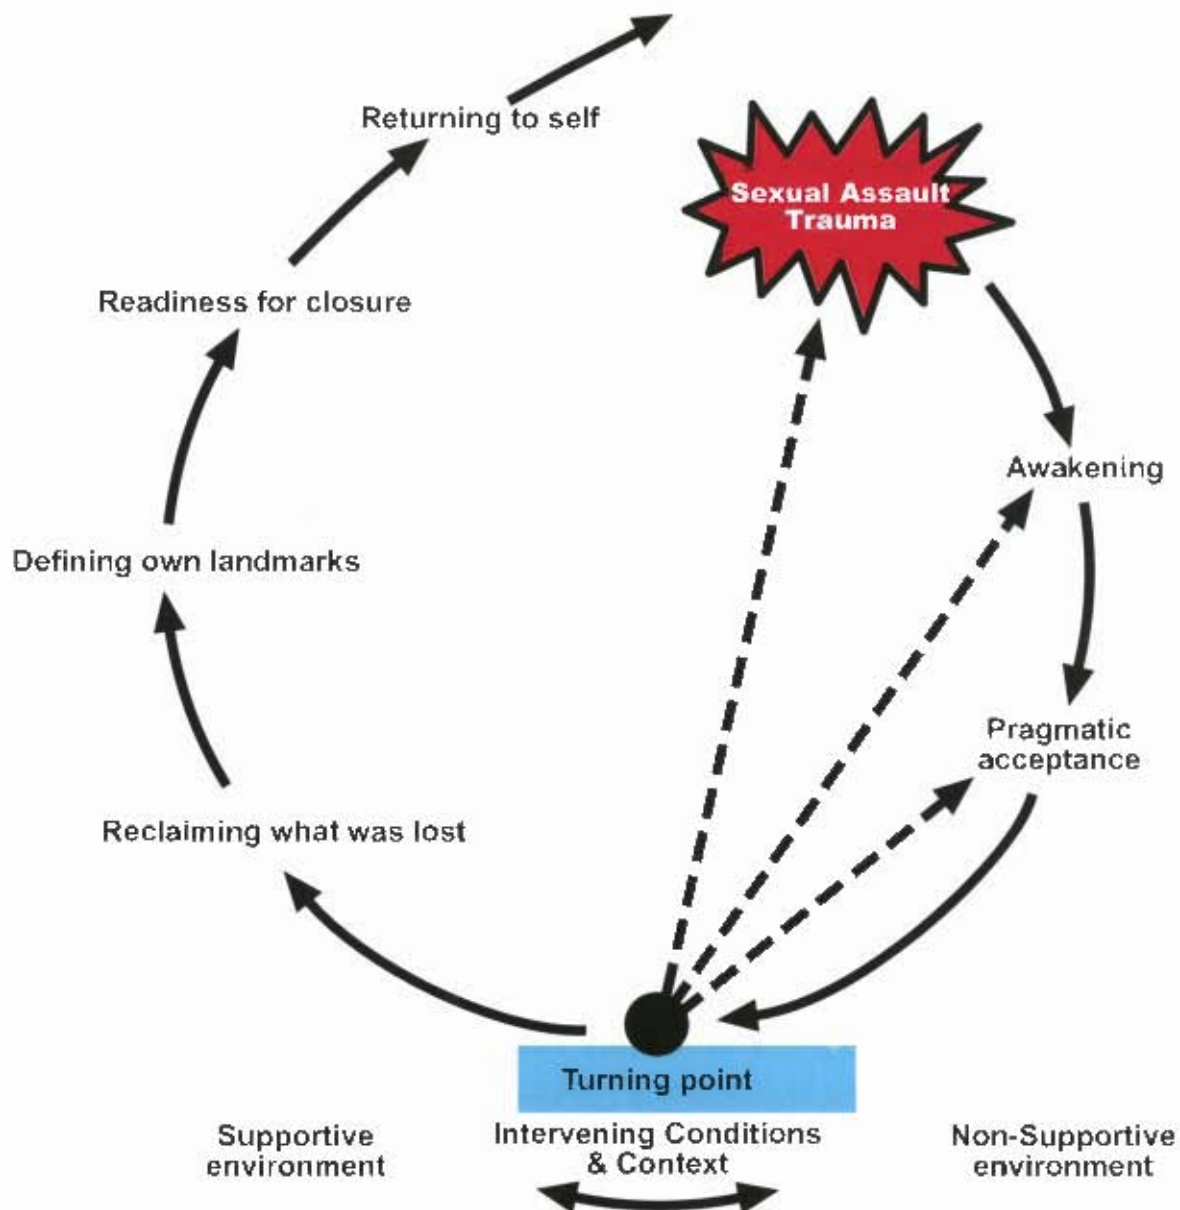 Returning to self
Sexual Assault
Trauma
Readiness for closure
Awakening
Defining own landmarks
Pragmatic
acceptance
Reclaiming what was lost
Turning point
Supportive
environment
Intervening Conditions
& Context
Non-Supportive
environment